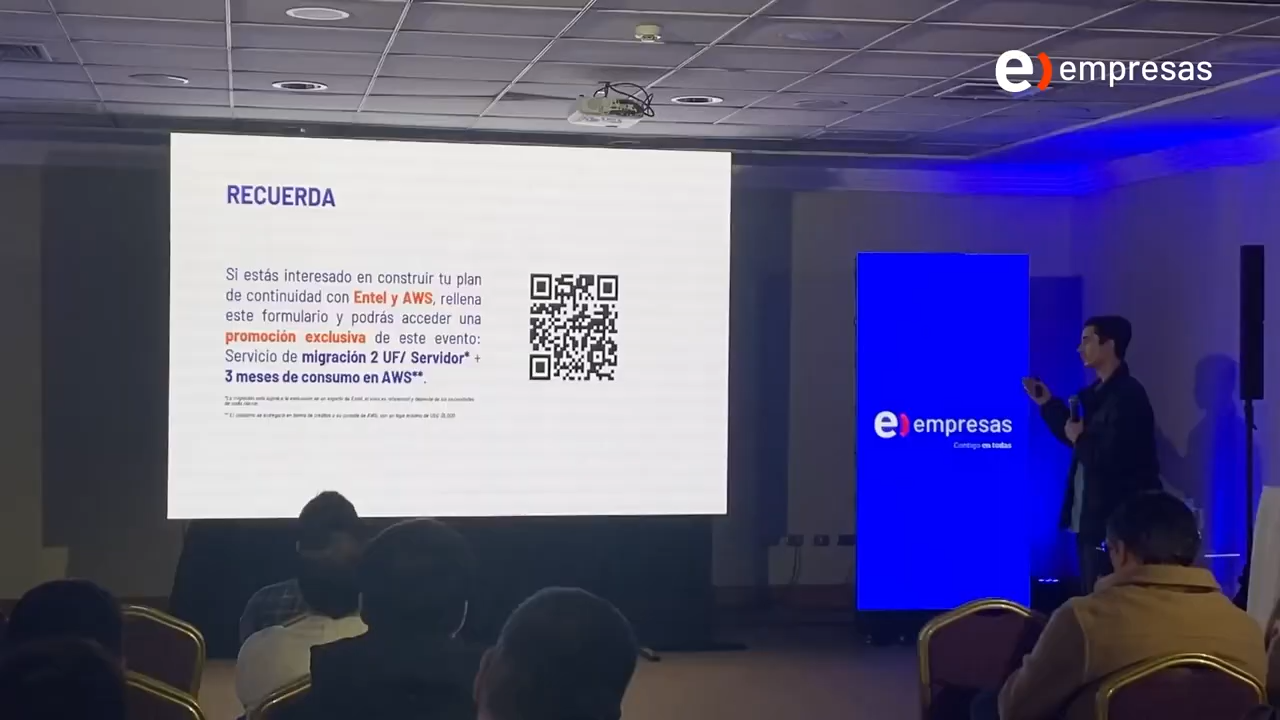 e) empresas
RECUERDA
Si estás interesado en construir tu plan
de continuidad con Entel y AWS, rellena
este formulario y podrás acceder una
promoción exclusiva de este evento:
Servicio de migración 2 UF/ Servidor* +
3 meses de consumo en AWS**.
e) empresas
Contigo en todas